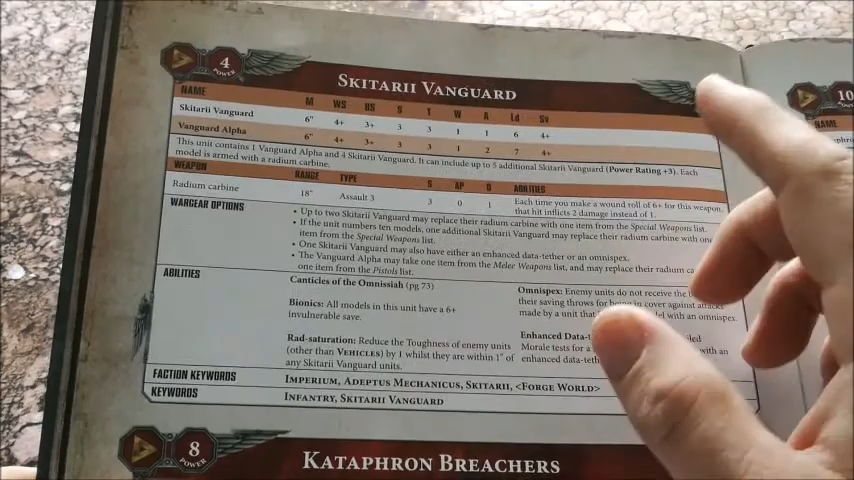 4
POWER
SKITARII VANGUARD
10
NAME M WS BS S T W A Ld Sv
NAME
Skitarii Vanguard 6" 4+ 3+ 3 3 1 1 6 4+
Vanguard Alpha 6" 4+ 3+ 3 3 1 2 7 4+
This unit contains 1 Vanguard Alpha and 4 Skitarii Vanguard. It can include up to 5 additional Skitarii Vanguard (Power Rating +3). Each
model is armed with a radium carbine.
WEAPON RANGE TYPE S AP D ABILITIES
Radium carbine 18" Assault 3 3 0 1 Each time you make a wound roll of 6+ for this weapon,
that hit inflicts 2 damage instead of 1.
WARGEAR OPTIONS
• Up to two Skitarii Vanguard may replace their radium carbine with one item from the Special Weapons list.
• If the unit numbers ten models, one additional Skitarii Vanguard may replace their radium carbine with one
item from the Special Weapons list.
• One Skitarii Vanguard may also have either an enhanced data-tether or an omnispex.
• The Vanguard Alpha may take one item from the Melee Weapons list, and may replace their radium
one item from the Pistols list.
ABILITIES
Canticles of the Omnissiah (pg 73)
Bionics: All models in this unit have a 6+
invulnerable save.
Rad-saturation: Reduce the Toughness of enemy units
(other than VEHICLES) by 1 whilst they are within 1" of
any Skitarii Vanguard units.
Omnispex: Enemy units do not receive the
their saving throws for being in cover against attacks
made by a unit model with an omnispex.
Enhanced Data- failed
Morale tests for a with an
enhanced data-
FACTION KEYWORDS IMPERIUM, ADEPTUS MECHANICUS, SKITARII, <FORGE WORLD>
KEYWORDS INFANTRY, SKITARII VANGUARD
8
POWER
KATAPHRON BREACHERS